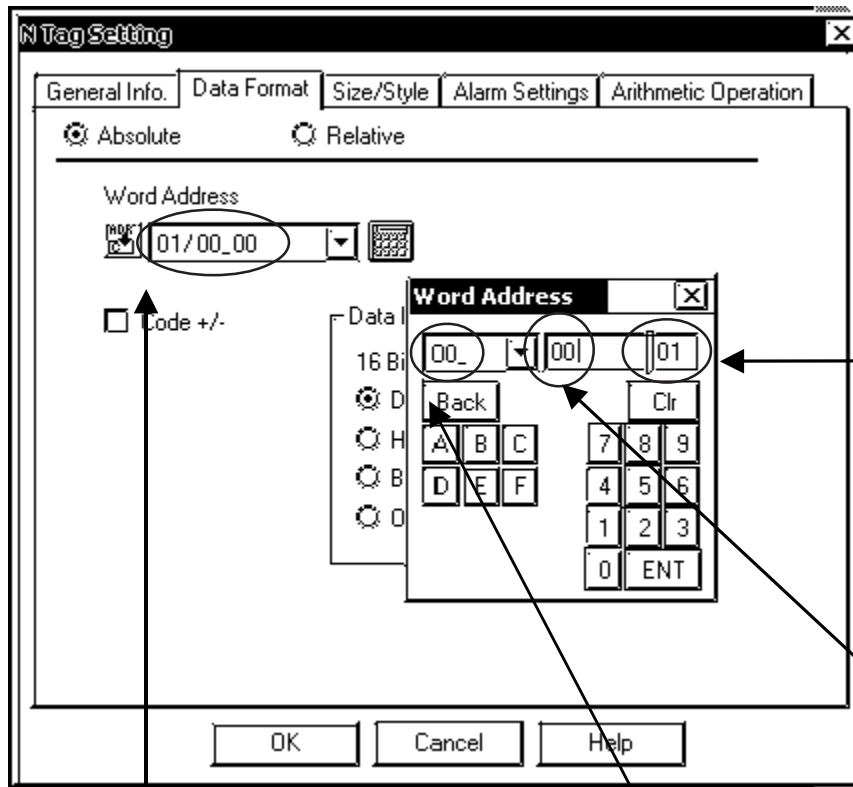 N Tag Setting
General Info. Data Format Size/Style Alarm Settings Arithmetic Operation
Absolute Relative
Word Address
01/00_00
Word Address
Code +/- Data
00_ 00 01
16 Bi
D Back Clr
H A B C 7 8 9
B D E F 4 5 6
O 1 2 3
0 ENT
OK Cancel Help